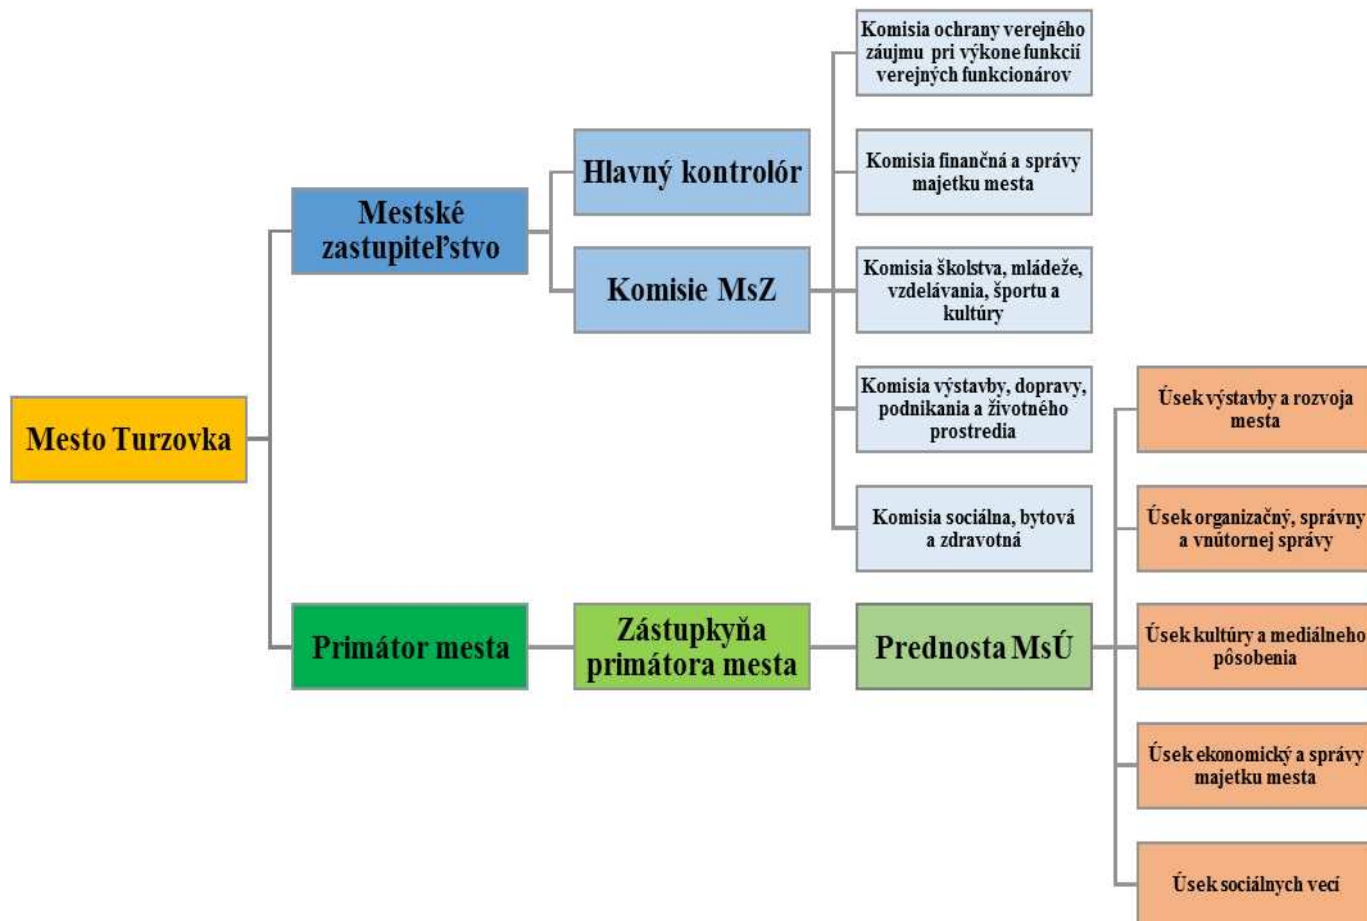 Komisia ochrany verejného
záujmu pri výkone funkcií
verejných funkcionárov
Hlavný kontrolór
Komisia finančná a správy
majetku mesta
Mestské
zastupiteľstvo
Komisie MsZ
Komisia školstva, mládeže,
vzdelávania, športu a
kultúry
Mesto Turzovka
Komisia výstavby, dopravy,
podnikania a životného
prostredia
Úsek výstavby a rozvoja
mesta
Komisia sociálna, bytová
a zdravotná
Úsek organizačný, správny
a vnútornej správy
Primátor mesta
Zástupkyňa
primátora mesta
Prednosta MsÚ
Úsek kultúry a mediálneho
pôsobenia
Úsek ekonomický a správy
majetku mesta
Úsek sociálnych vecí